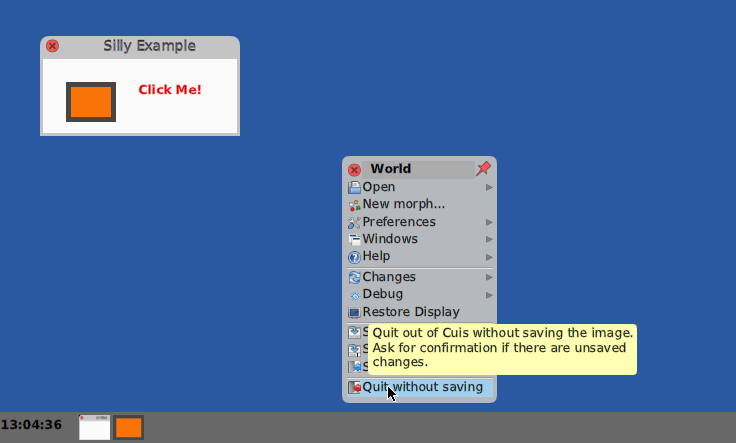 Silly Example
Click Me!
World
Open
New morph...
Preferences
Windows
Help
Changes
Debug
Restore Display
Quit out of Cuis without saving the image.
Ask for confirmation if there are unsaved
changes.
Quit without saving
13:04:36